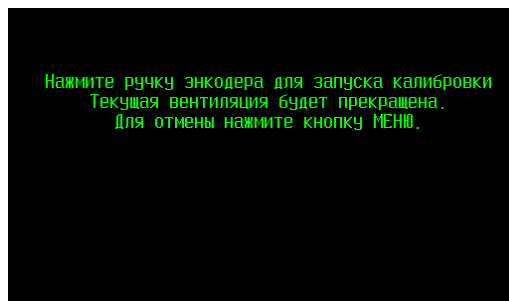 Нажмите ручку энкодера для запуска калибровки
Текущая вентиляция будет прекращена.
Для отмены нажмите кнопку МЕНЮ.